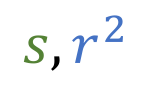 s, r²